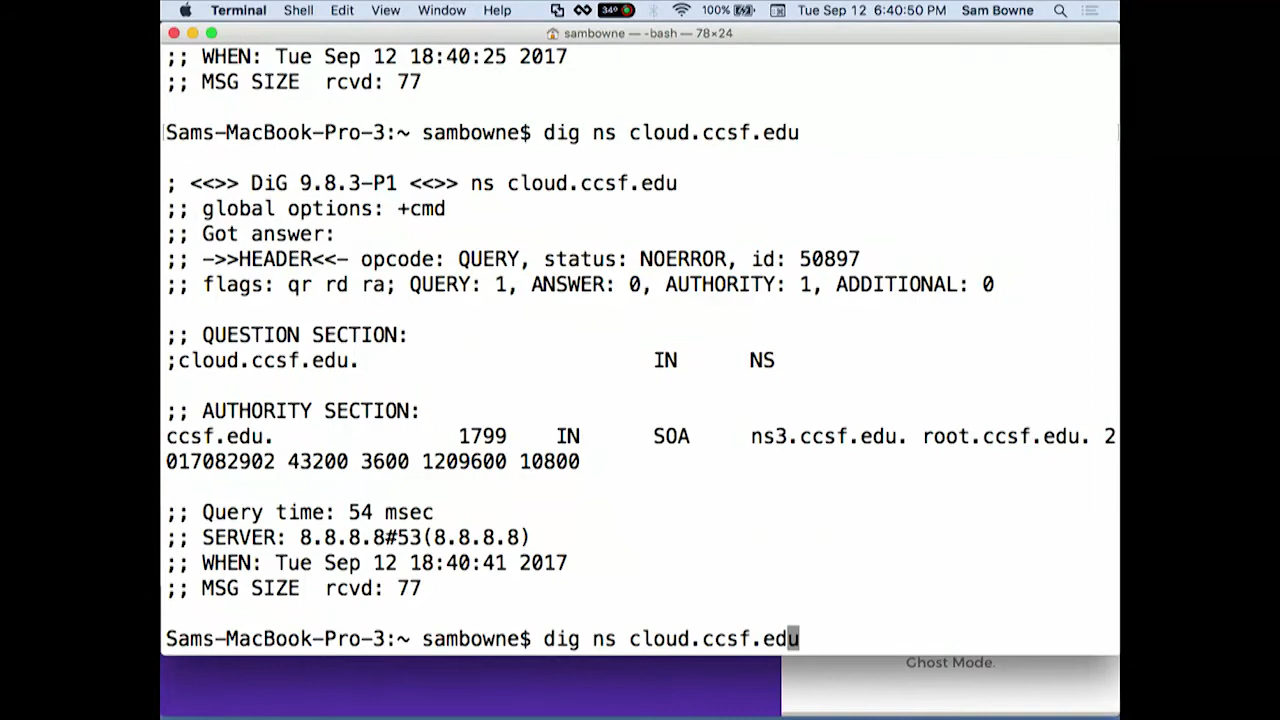 Terminal Shell Edit View Window Help 34° 100% Tue Sep 12 6:40:50 PM Sam Bowne
sambowne — -bash — 78×24
;; WHEN: Tue Sep 12 18:40:25 2017
;; MSG SIZE  rcvd: 77
Sams-MacBook-Pro-3:~ sambowne$ dig ns cloud.ccsf.edu
; <<>> DiG 9.8.3-P1 <<>> ns cloud.ccsf.edu
;; global options: +cmd
;; Got answer:
;; ->>HEADER<<- opcode: QUERY, status: NOERROR, id: 50897
;; flags: qr rd ra; QUERY: 1, ANSWER: 0, AUTHORITY: 1, ADDITIONAL: 0
;; QUESTION SECTION:
;cloud.ccsf.edu. IN NS
;; AUTHORITY SECTION:
ccsf.edu. 1799 IN SOA ns3.ccsf.edu. root.ccsf.edu. 2
017082902 43200 3600 1209600 10800
;; Query time: 54 msec
;; SERVER: 8.8.8.8#53(8.8.8.8)
;; WHEN: Tue Sep 12 18:40:41 2017
;; MSG SIZE  rcvd: 77
Sams-MacBook-Pro-3:~ sambowne$ dig ns cloud.ccsf.edu
Ghost Mode.